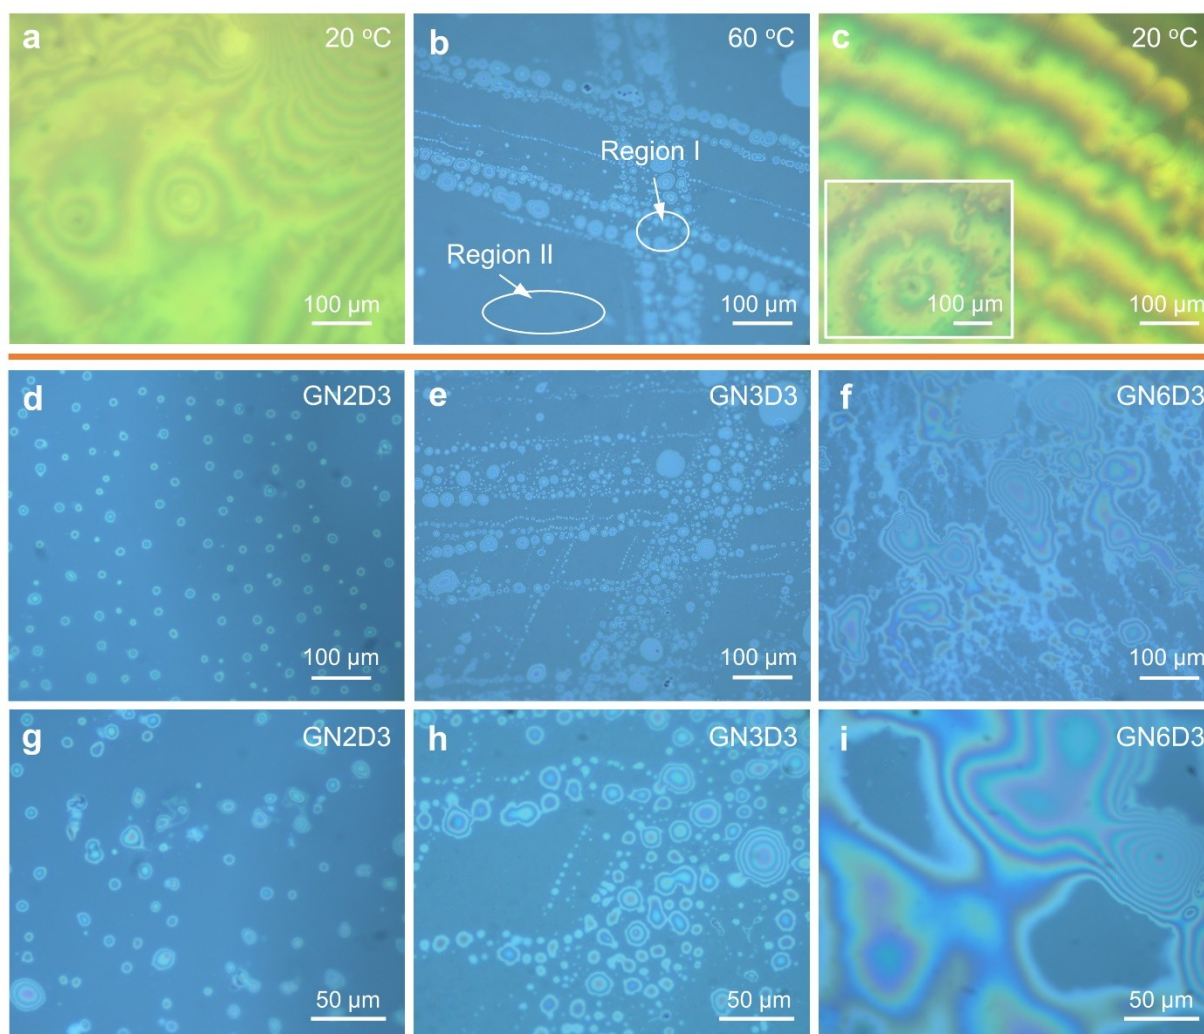 a
20 °C
b
60 °C
Region I
Region II
c
20 °C
100 µm
100 µm
100 µm
100 µm
d
GN2D3
e
GN3D3
f
GN6D3
100 µm
100 µm
100 µm
g
GN2D3
h
GN3D3
i
GN6D3
50 µm
50 µm
50 µm